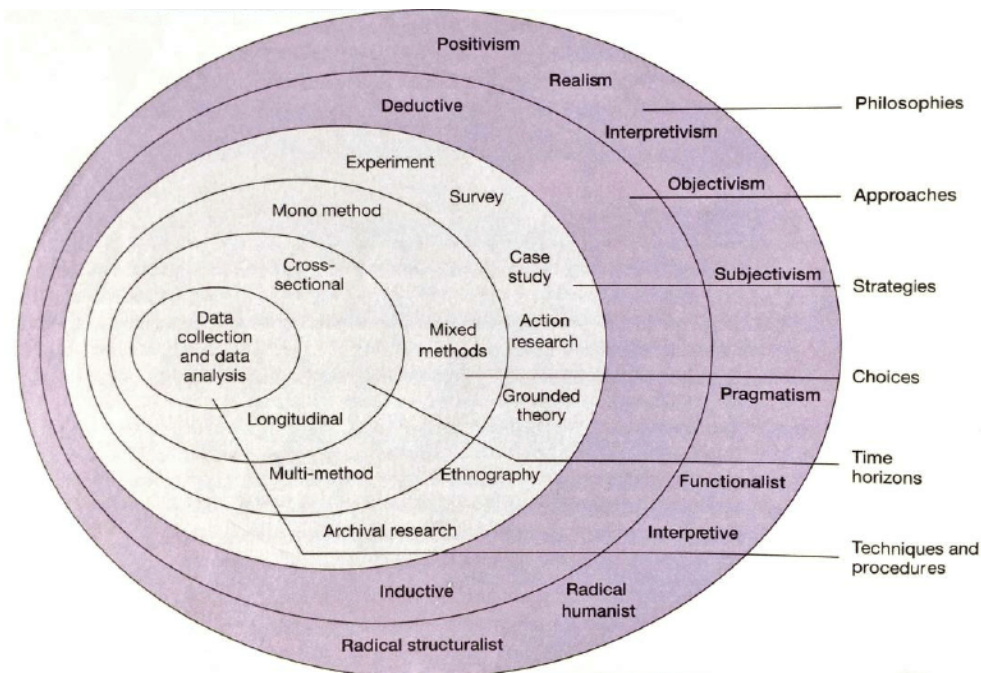 Positivism
Realism
Philosophies
Deductive
Interpretivism
Experiment
Objectivism
Approaches
Survey
Mono method
Cross-
sectional
Case
study
Subjectivism
Strategies
Data
collection
and data
analysis
Mixed
methods
Action
research
Choices
Pragmatism
Grounded
theory
Longitudinal
Time
horizons
Multi-method
Ethnography
Functionalist
Archival research
Interpretive
Techniques and
procedures
Inductive
Radical
humanist
Radical structuralist